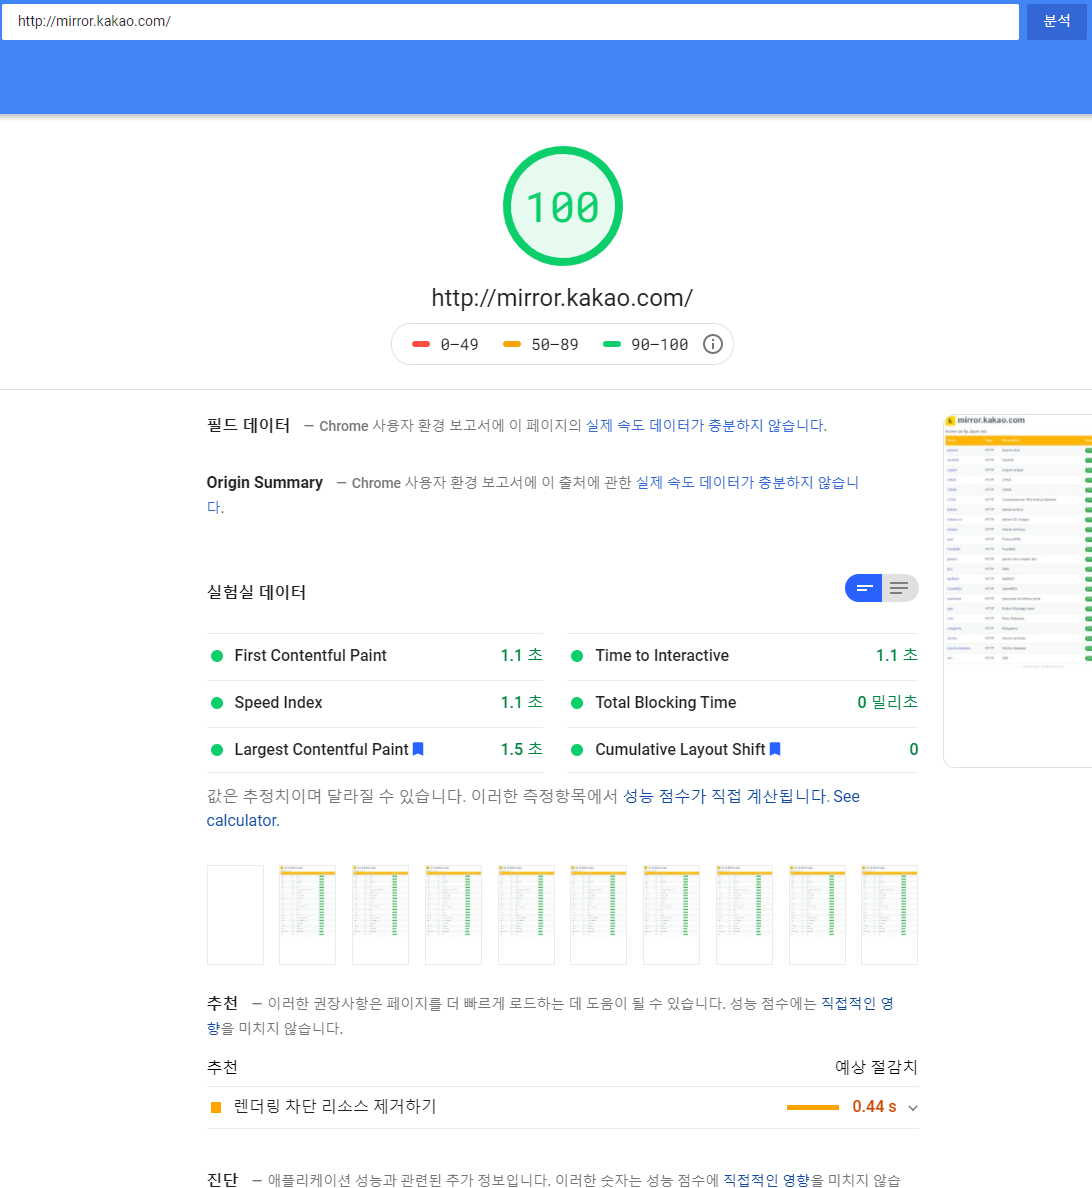 http://mirror.kakao.com/
분석
100
http://mirror.kakao.com/
0–49 50–89 90–100
필드 데이터 — Chrome 사용자 환경 보고서에 이 페이지의 실제 속도 데이터가 충분하지 않습니다.
mirror.kakao.com
Origin Summary — Chrome 사용자 환경 보고서에 이 출처에 관한 실제 속도 데이터가 충분하지 않습니
다.
실험실 데이터
First Contentful Paint 1.1 초
Time to Interactive 1.1 초
Speed Index 1.1 초
Total Blocking Time 0 밀리초
Largest Contentful Paint 1.5 초
Cumulative Layout Shift 0
값은 추정치이며 달라질 수 있습니다. 이러한 측정항목에서 성능 점수가 직접 계산됩니다. See
calculator.
추천 — 이러한 권장사항은 페이지를 더 빠르게 로드하는 데 도움이 될 수 있습니다. 성능 점수에는 직접적인 영
향을 미치지 않습니다.
추천 예상 절감치
렌더링 차단 리소스 제거하기 0.44 s
진단 — 애플리케이션 성능과 관련된 추가 정보입니다. 이러한 숫자는 성능 점수에 직접적인 영향을 미치지 않습